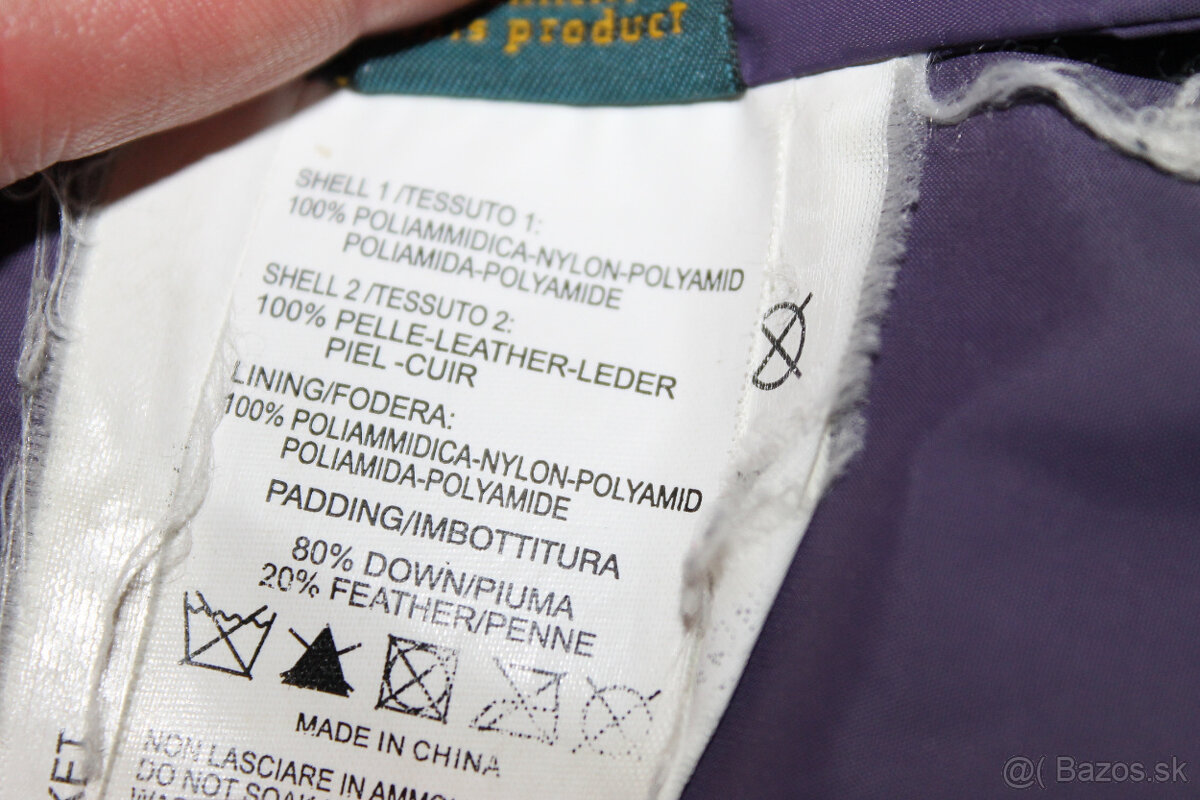 is product
SHELL 1 /TESSUTO 1:
100% POLIAMMIDICA-NYLON-POLYAMID
POLIAMIDA-POLYAMIDE
SHELL 2 /TESSUTO 2:
100% PELLE-LEATHER-LEDER
PIEL -CUIR
LINING/FODERA:
100% POLIAMMIDICA-NYLON-POLYAMID
POLIAMIDA-POLYAMIDE
PADDING/IMBOTTITURA
80% DOWN/PIUMA
20% FEATHER/PENNE
MADE IN CHINA
NON LASCIARE IN AMMO
DO NOT SOAK
@( Bazos.sk